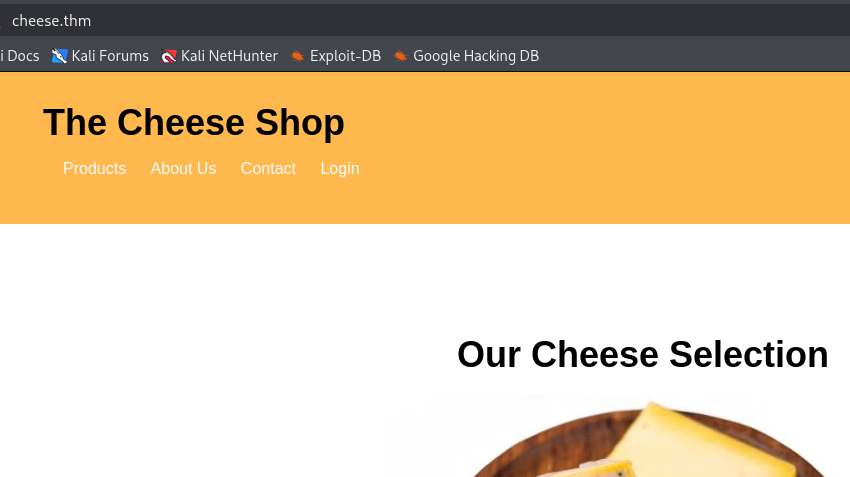 cheese.thm
i Docs Kali Forums Kali NetHunter Exploit-DB Google Hacking DB
The Cheese Shop
Products About Us Contact Login
Our Cheese Selection